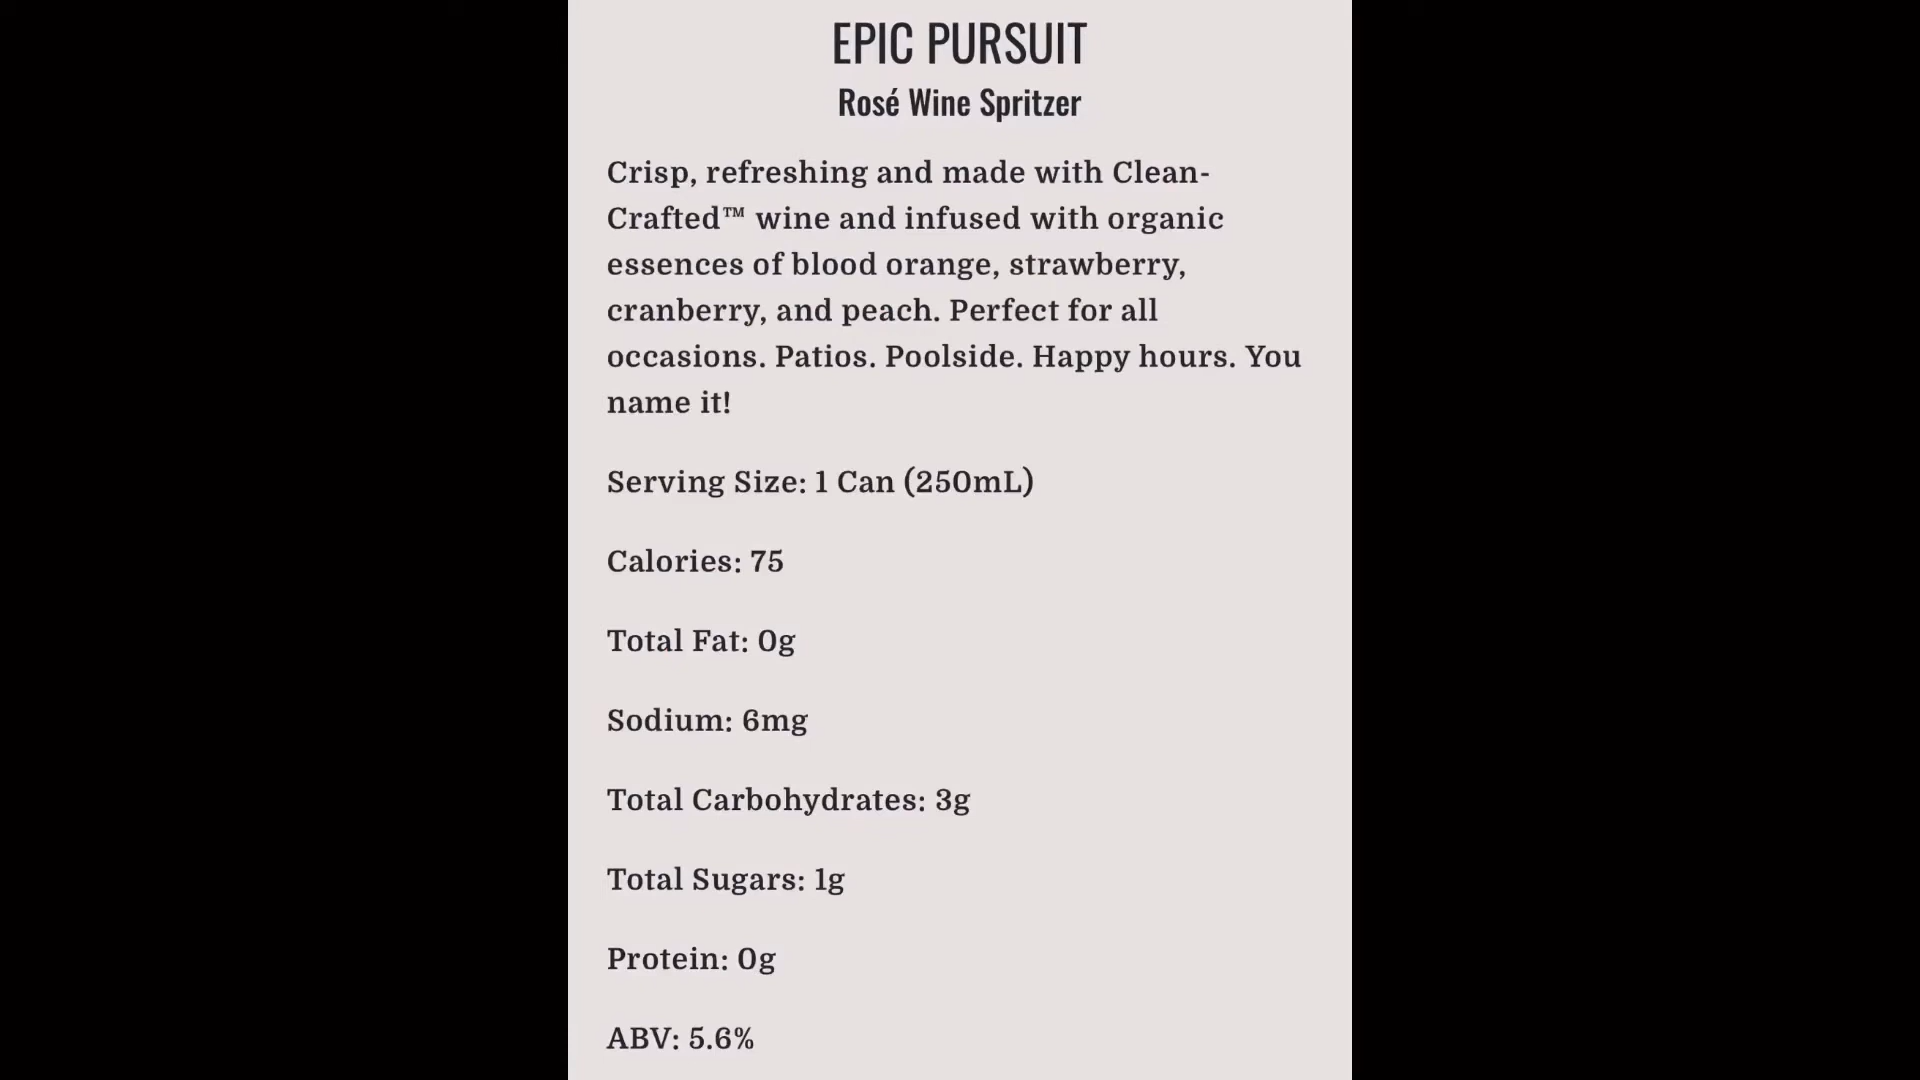 EPIC PURSUIT
Rosé Wine Spritzer
Crisp, refreshing and made with Clean-
Crafted™ wine and infused with organic
essences of blood orange, strawberry,
cranberry, and peach. Perfect for all
occasions. Patios. Poolside. Happy hours. You
name it!
Serving Size: 1 Can (250mL)
Calories: 75
Total Fat: 0g
Sodium: 6mg
Total Carbohydrates: 3g
Total Sugars: 1g
Protein: 0g
ABV: 5.6%